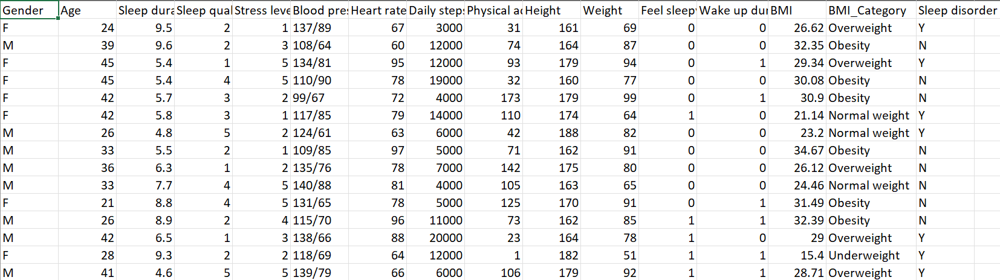 Gender Age Sleep dura Sleep qual Stress leve Blood pre Heart rate Daily steps Physical ac Height Weight Feel sleepy Wake up du BMI BMI_Category Sleep disorder
F 24 9.5 2 1 137/89 67 3000 31 161 69 0 0 26.62 Overweight Y
M 39 9.6 2 3 108/64 60 12000 74 164 87 0 0 32.35 Obesity N
F 45 5.4 1 5 134/81 95 12000 93 179 94 0 1 29.34 Overweight Y
F 45 5.4 4 5 110/90 78 19000 32 160 77 0 0 30.08 Obesity N
F 42 5.7 3 2 99/67 72 4000 173 179 99 0 1 30.9 Obesity N
F 42 5.8 3 1 117/85 79 14000 110 174 64 1 0 21.14 Normal weight Y
M 26 4.8 5 2 124/61 63 6000 42 188 82 0 0 23.2 Normal weight Y
M 33 5.5 2 1 109/85 97 5000 71 162 91 0 0 34.67 Obesity N
M 36 6.3 1 2 135/76 78 7000 142 175 80 0 0 26.12 Overweight N
M 33 7.7 4 5 140/88 81 4000 105 163 65 0 0 24.46 Normal weight N
F 21 8.8 4 5 131/65 78 5000 125 170 91 0 1 31.49 Obesity N
M 26 8.9 2 4 115/70 96 11000 73 162 85 1 1 32.39 Obesity N
M 42 6.5 1 3 138/66 88 20000 23 164 78 1 0 29 Overweight Y
F 28 9.3 2 2 118/69 64 12000 1 182 51 1 1 15.4 Underweight Y
M 41 4.6 5 5 139/79 66 6000 106 179 92 1 1 28.71 Overweight Y